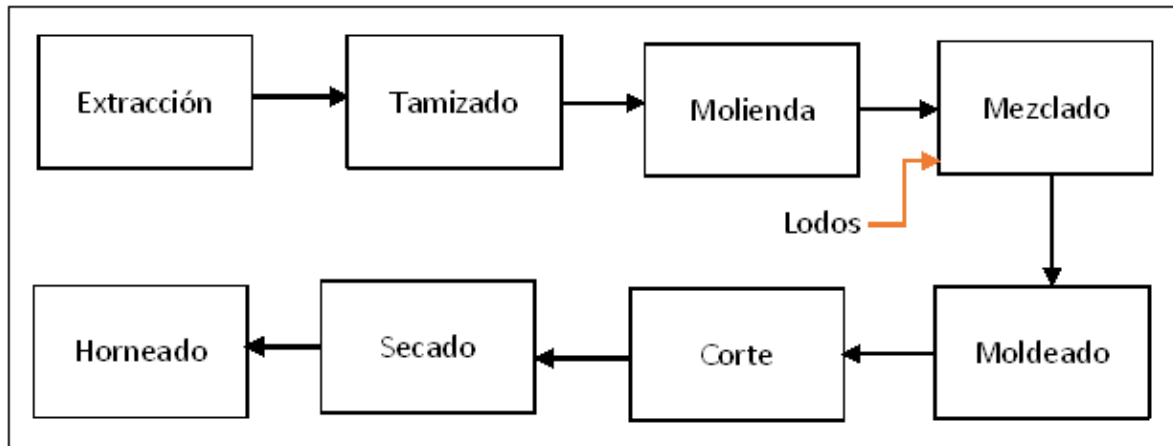 Extracción
Tamizado
Molienda
Mezclado
Lodos
Moldeado
Corte
Secado
Horneado